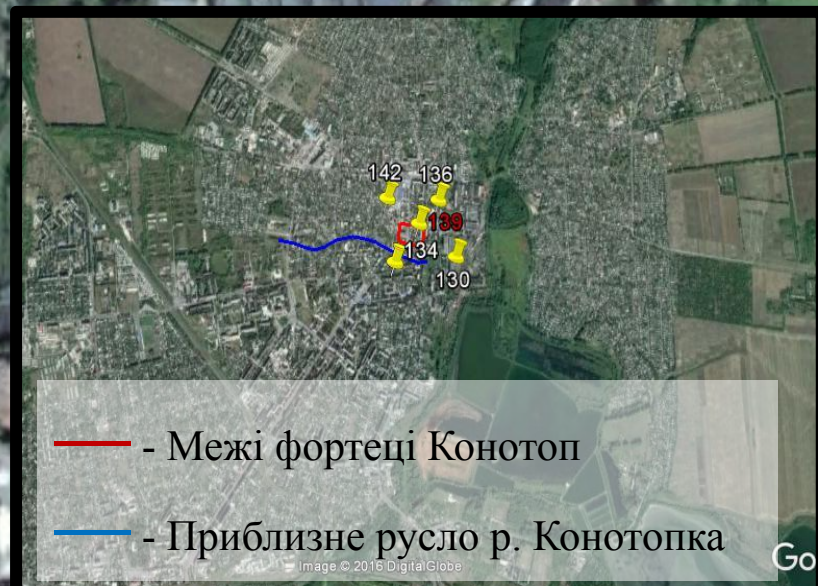 142 136
139
134
130
- Межі фортеці Конотоп
- Приблизне русло р. Конотопка
Image © 2016 DigitalGlobe
Go